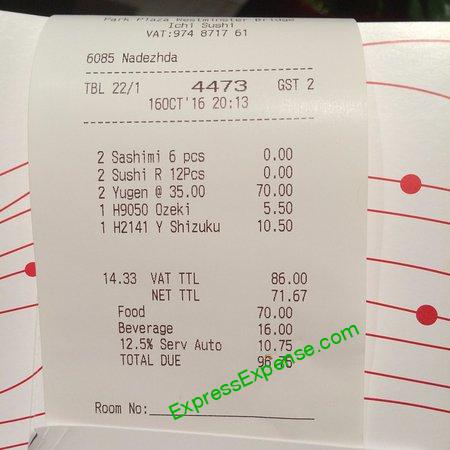 Park Plaza Westminster Bridge
Ichi Sushi
VAT:974 8717 61
6085 Nadezhda
TBL 22/1 4473 GST 2
16OCT'16 20:13
2 Sashimi 6 pcs 0.00
2 Sushi R 12Pcs 0.00
2 Yugen @ 35.00 70.00
1 H9050 Ozeki 5.50
1 H2141 Y Shizuku 10.50
14.33 VAT TTL 86.00
NET TTL 71.67
Food 70.00
Beverage 16.00
12.5% Serv Auto 10.75
TOTAL DUE 96.75
Room No:
ExpressExpense.com